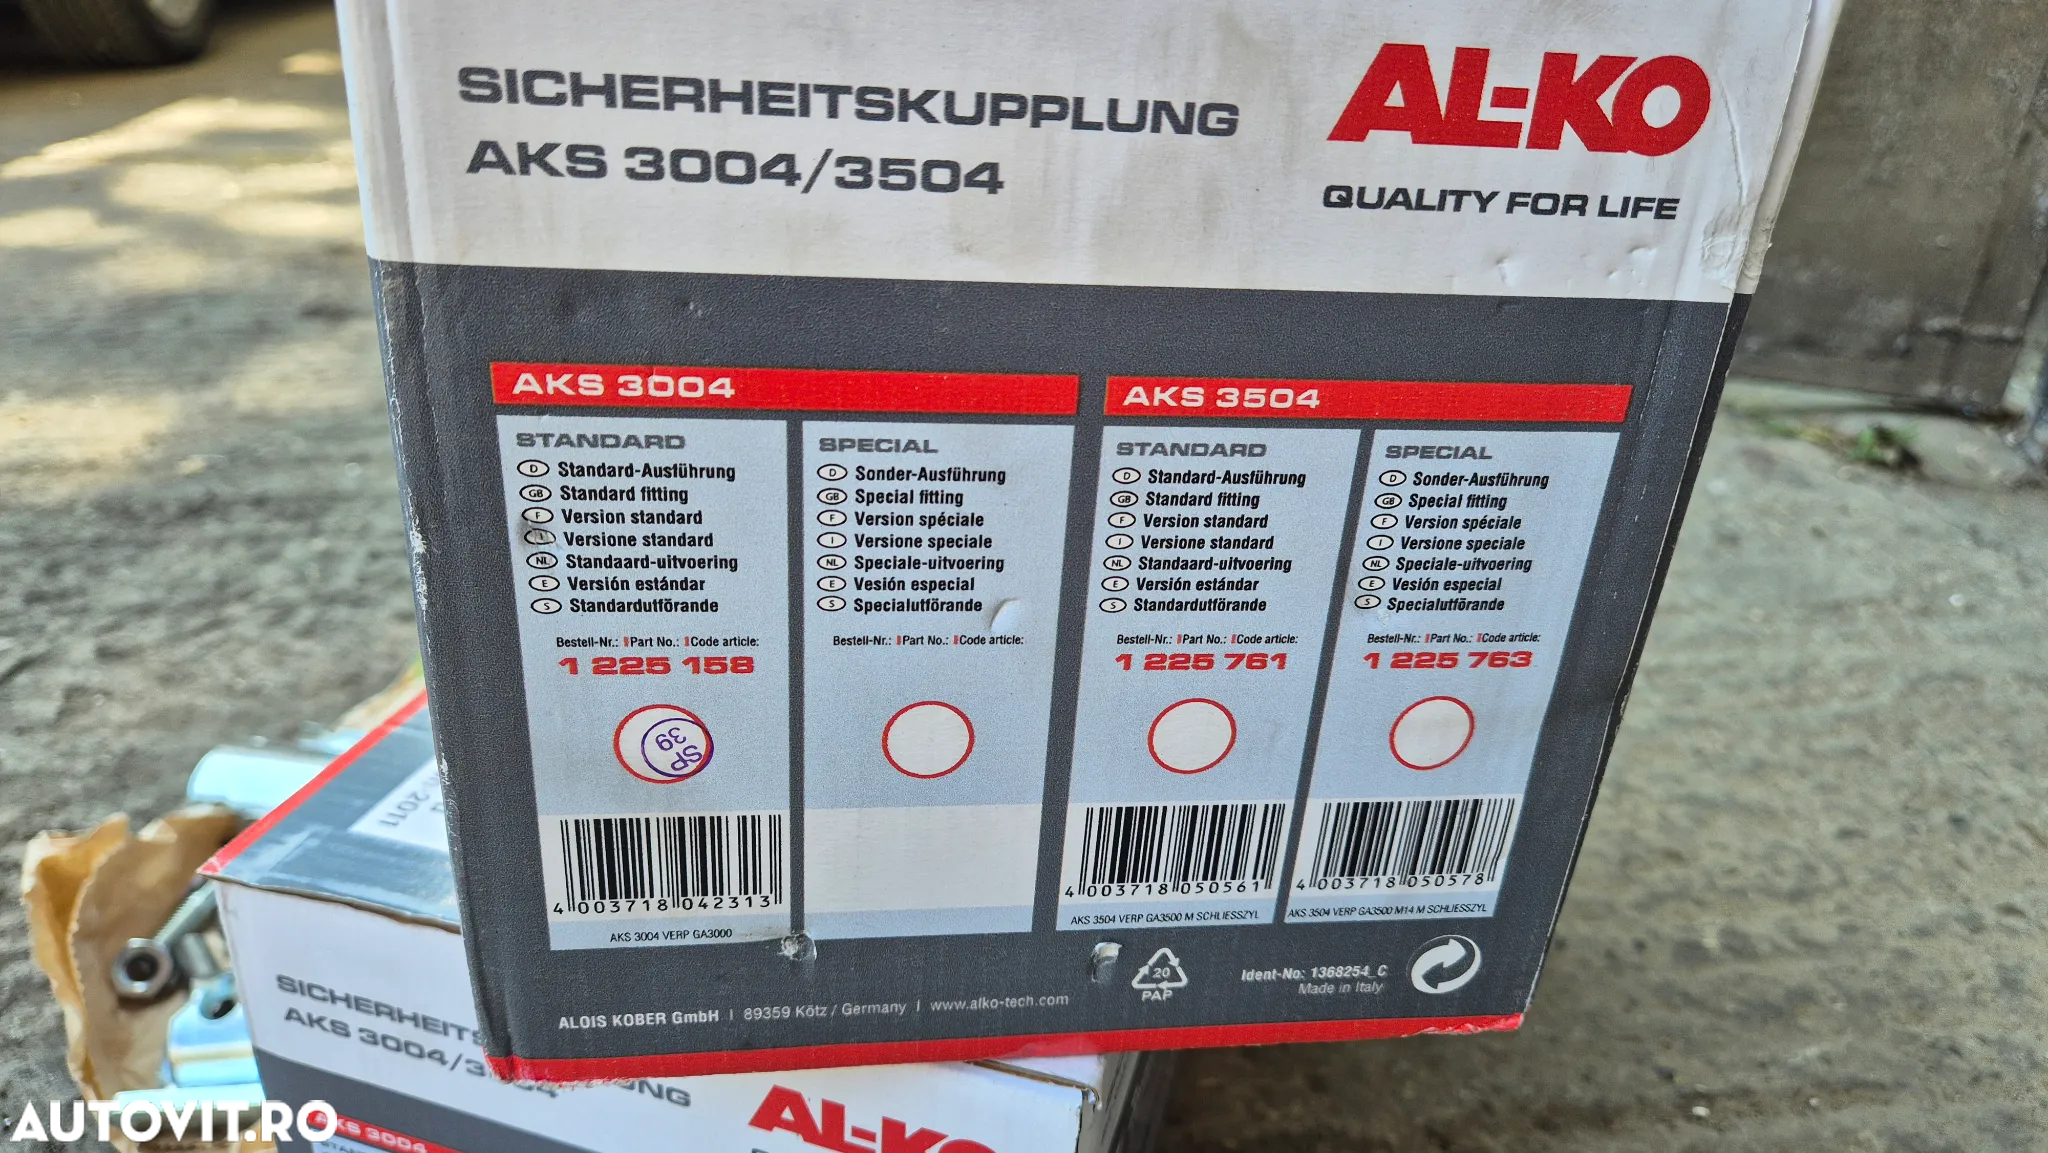 SICHERHEITSKUPPLUNG
AKS 3004/3504
AL-KO
QUALITY FOR LIFE
AKS 3004
STANDARD
D Standard-Ausführung
GB Standard fitting
F Version standard
I Versione standard
NL Standaard-uitvoering
E Versión estándar
S Standardutförande
Bestell-Nr.: Part No.: Code article:
1 225 158
SP
39
4 003718 042313
AKS 3004 VERP GA3000
SPECIAL
D Sonder-Ausführung
GB Special fitting
F Version spéciale
I Versione speciale
NL Speciale-uitvoering
E Vesión especial
S Specialutförande
Bestell-Nr.: Part No.: Code article:
AKS 3504
STANDARD
D Standard-Ausführung
GB Standard fitting
F Version standard
I Versione standard
NL Standaard-uitvoering
E Versión estándar
S Standardutförande
Bestell-Nr.: Part No.: Code article:
1 225 761
4 003718 050561
AKS 3504 VERP GA3500 M SCHLIESSZYL
SPECIAL
D Sonder-Ausführung
GB Special fitting
F Version spéciale
I Versione speciale
NL Speciale-uitvoering
E Vesión especial
S Specialutförande
Bestell-Nr.: Part No.: Code article:
1 225 763
4 003718 050578
AKS 3504 VERP GA3500 M14 M SCHLIESSZYL
ALOIS KOBER GmbH | 89359 Kötz / Germany | www.alko-tech.com
20
PAP
Ident-No: 1368254_C
Made in Italy
2011
SICHERHEITSKUPPLUNG
AKS 3004/3504
AL-KO
AKS 3004
AUTOVIT.RO